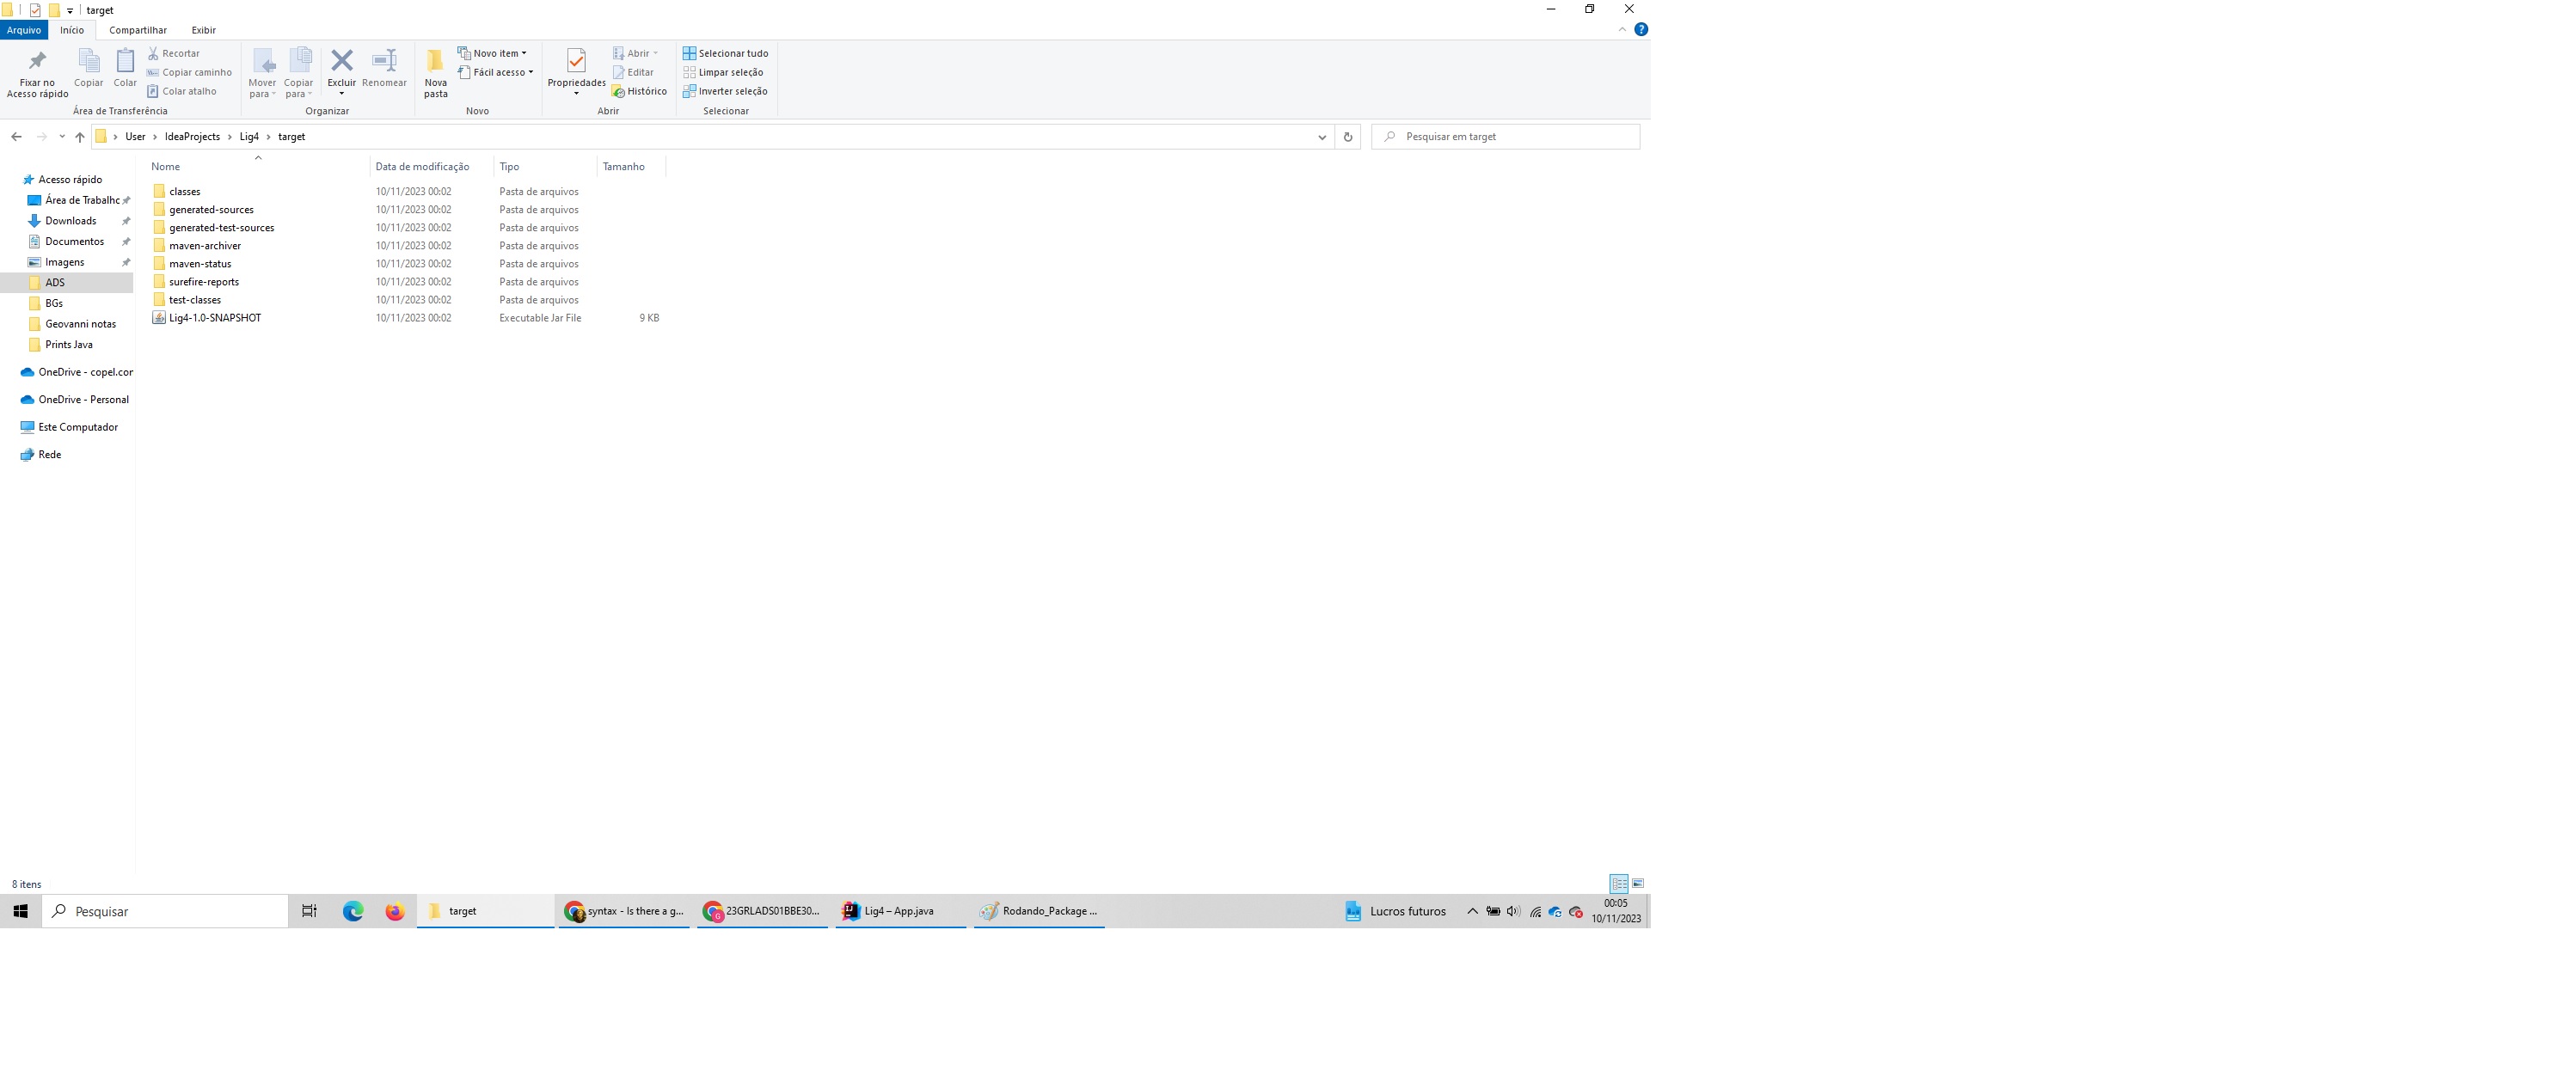 target
Arquivo Início Compartilhar Exibir
Fixar no
Acesso rápido
Copiar
Colar
Recortar
Copiar caminho
Colar atalho
Área de Transferência
Mover
para
Copiar
para
Excluir
Renomear
Organizar
Nova
pasta
Novo item
Fácil acesso
Novo
Propriedades
Abrir
Editar
Histórico
Abrir
Selecionar tudo
Limpar seleção
Inverter seleção
Selecionar
User › IdeaProjects › Lig4 › target
Pesquisar em target
Acesso rápido
Área de Trabalhc
Downloads
Documentos
Imagens
ADS
BGs
Geovanni notas
Prints Java
OneDrive - copel.cor
OneDrive - Personal
Este Computador
Rede
Nome Data de modificação Tipo Tamanho
classes 10/11/2023 00:02 Pasta de arquivos
generated-sources 10/11/2023 00:02 Pasta de arquivos
generated-test-sources 10/11/2023 00:02 Pasta de arquivos
maven-archiver 10/11/2023 00:02 Pasta de arquivos
maven-status 10/11/2023 00:02 Pasta de arquivos
surefire-reports 10/11/2023 00:02 Pasta de arquivos
test-classes 10/11/2023 00:02 Pasta de arquivos
Lig4-1.0-SNAPSHOT 10/11/2023 00:02 Executable Jar File 9 KB
8 itens
Pesquisar
target
syntax - Is there a g...
23GRLADS01BBE30...
Lig4 – App.java
Rodando_Package ...
Lucros futuros
00:05
10/11/2023